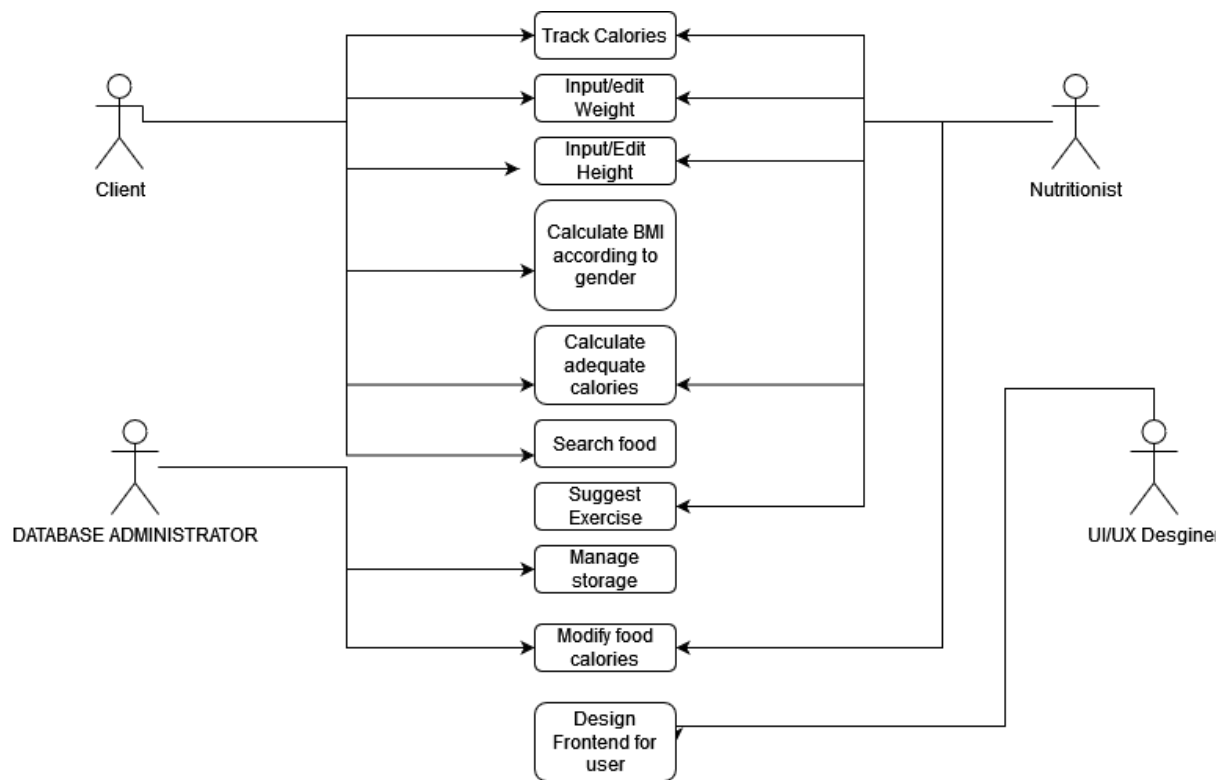 Track Calories
Input/edit
Weight
Client
Nutritionist
Input/Edit
Height
Calculate BMI
according to
gender
Calculate
adequate
calories
Search food
DATABASE ADMINISTRATOR
Suggest
Exercise
UI/UX Desgine
Manage
storage
Modify food
calories
Design
Frontend for
user